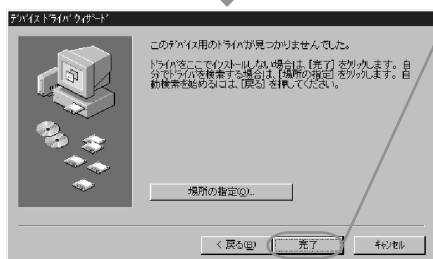 デバイス ドライバ ウィザード
このデバイス用のドライバが見つかりませんでした。
ドライバをここでインストールしない場合は、[完了] をクリックします。 自
分でドライバを検索する場合は、[場所の指定] をクリックします。 自
動検索を始めるには、[戻る] を押してください。
場所の指定(O)...
< 戻る(B)
完了
キャンセル